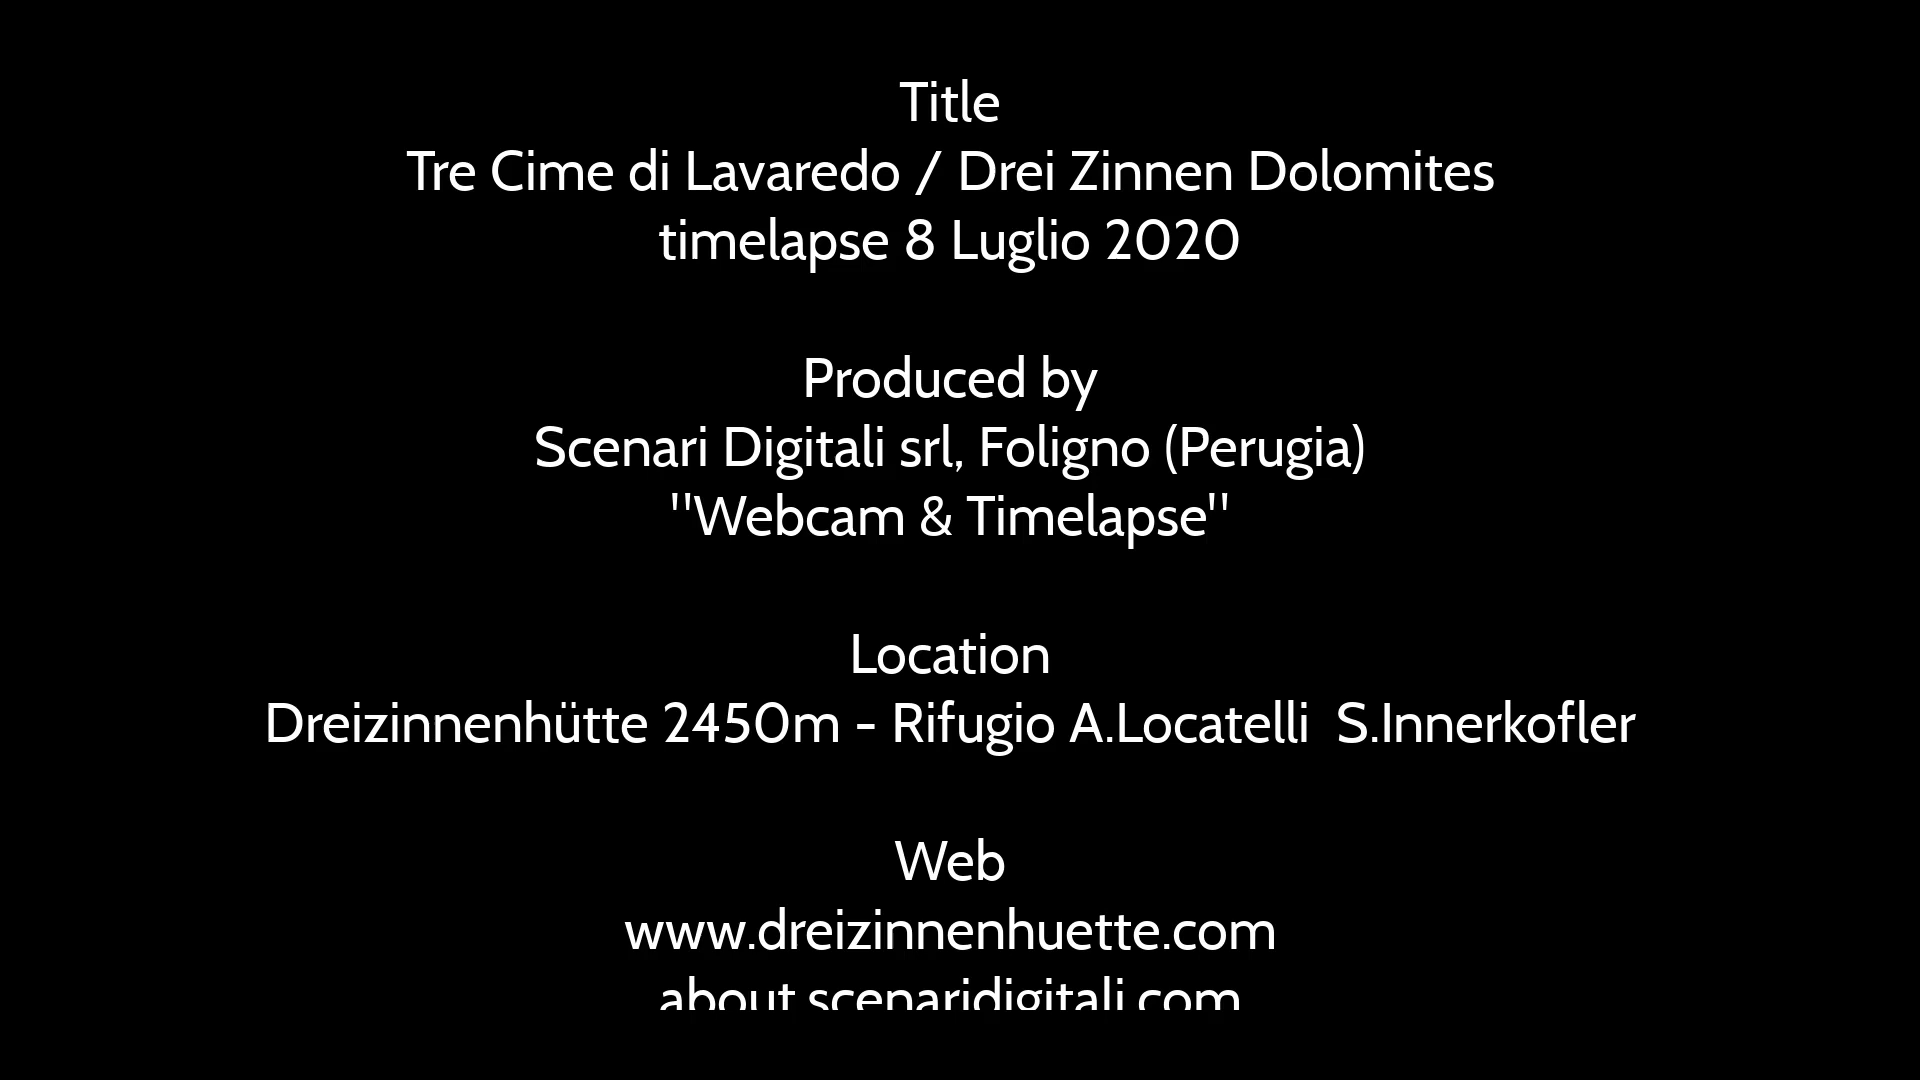 Title
Tre Cime di Lavaredo / Drei Zinnen Dolomites
timelapse 8 Luglio 2020
Produced by
Scenari Digitali srl, Foligno (Perugia)
"Webcam & Timelapse"
Location
Dreizinnenhütte 2450m - Rifugio A.Locatelli  S.Innerkofler
Web
www.dreizinnenhuette.com
about.scenaridigitali.com